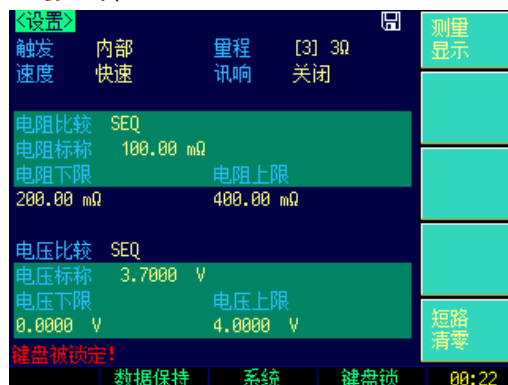 <设置>
触发 内部 量程 [3] 3Ω
速度 快速 讯响 关闭
电阻比较 SEQ
电阻标称 100.00 mΩ
电阻下限 电阻上限
200.00 mΩ 400.00 mΩ
电压比较 SEQ
电压标称 3.7000 V
电压下限 电压上限
0.0000 V 4.0000 V
键盘被锁定!
数据保持 系统 键盘锁 00:22
测量
显示
短路
清零